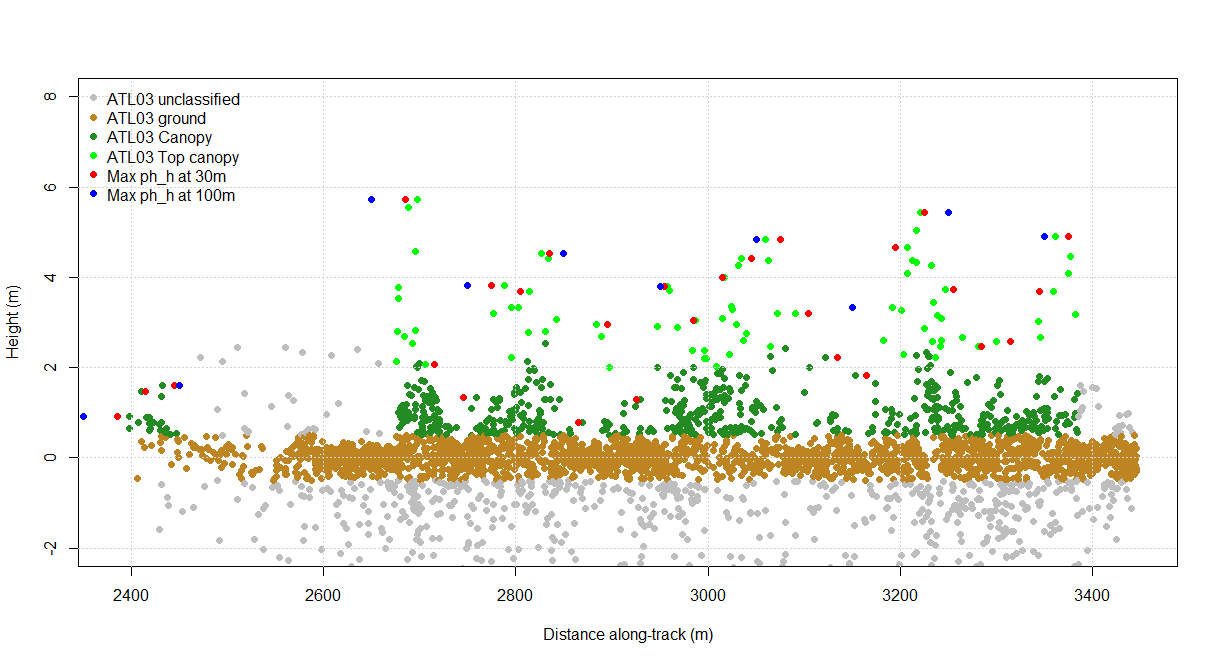 8
6
4
2
0
-2
Height (m)
ATL03 unclassified
ATL03 ground
ATL03 Canopy
ATL03 Top canopy
Max ph_h at 30m
Max ph_h at 100m
2400 2600 2800 3000 3200 3400
Distance along-track (m)